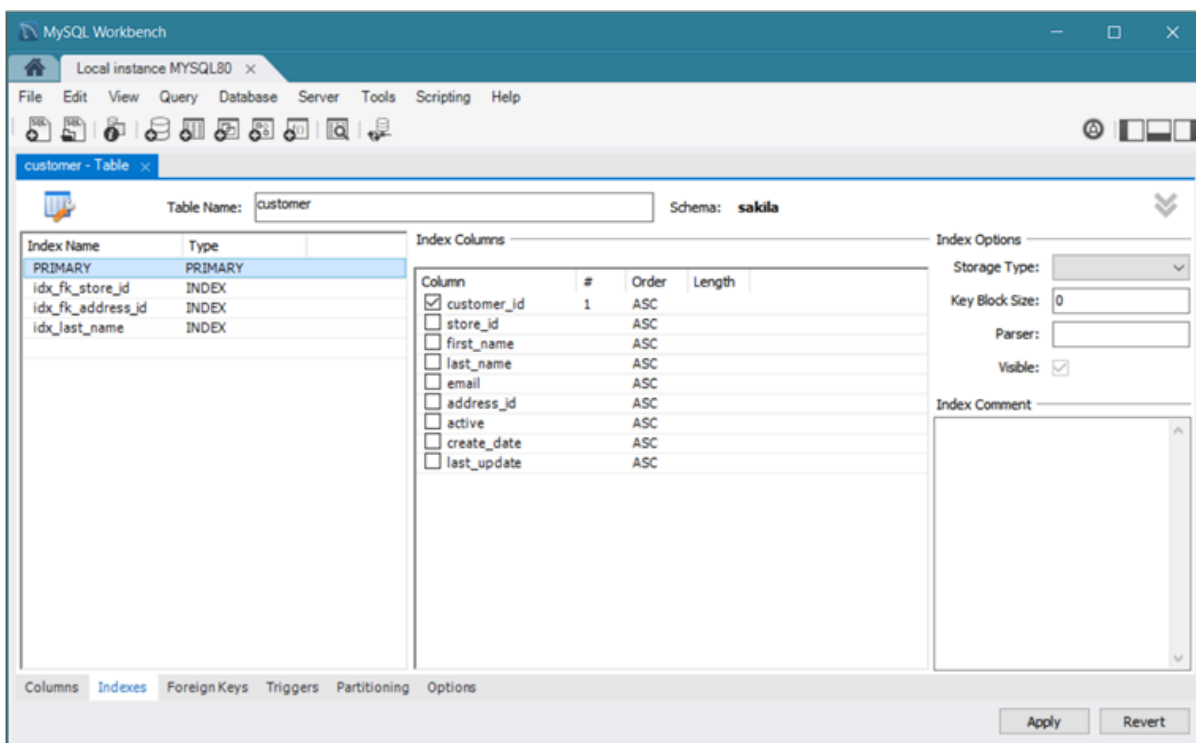 MySQL Workbench
Local instance MYSQL80
File Edit View Query Database Server Tools Scripting Help
customer - Table
Table Name: customer Schema: sakila
Index Name Type
PRIMARY PRIMARY
idx_fk_store_id INDEX
idx_fk_address_id INDEX
idx_last_name INDEX
Index Columns
Column # Order Length
customer_id 1 ASC
store_id ASC
first_name ASC
last_name ASC
email ASC
address_id ASC
active ASC
create_date ASC
last_update ASC
Index Options
Storage Type:
Key Block Size: 0
Parser:
Visible:
Index Comment
Columns Indexes Foreign Keys Triggers Partitioning Options
Apply Revert